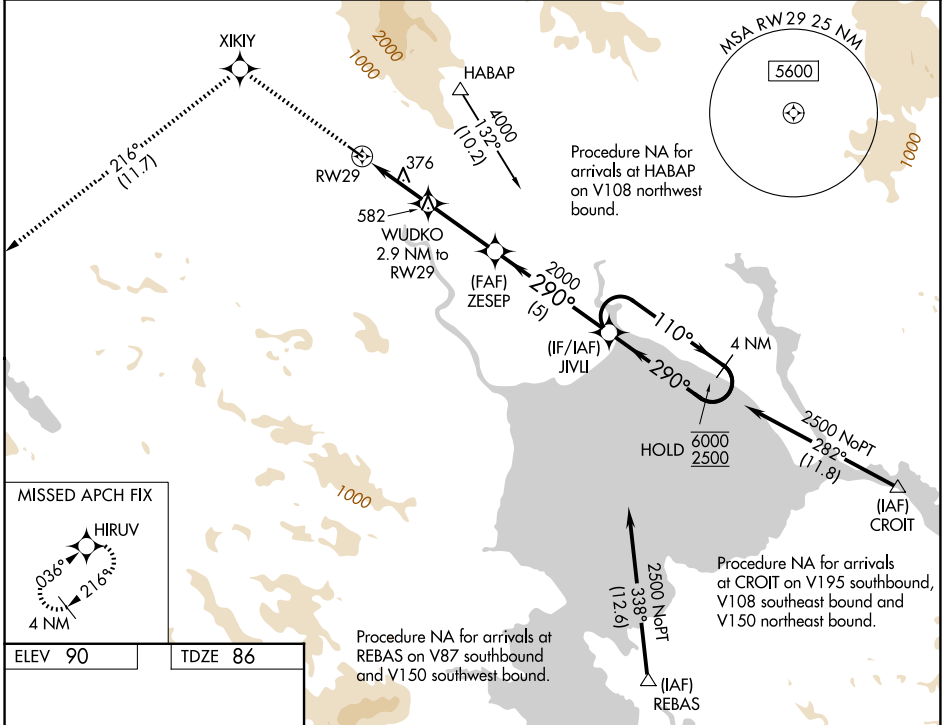 XIKIY
2000
1000
HABAP
4000
132°
(10.2)
MSA RW 29 25 NM
5600
1000
216°
(11.7)
RW29
376
Procedure NA for
arrivals at HABAP
on V108 northwest
bound.
582
WUDKO
2.9 NM to
RW29
(FAF)
ZESEP
2000
290°
(5)
(IF/IAF)
JIVLI
110°
4 NM
290°
HOLD
6000
2500
2500 NoPT
282°
(11.8)
(IAF)
CROIT
1000
MISSED APCH FIX
HIRUV
036°
216°
4 NM
2500 NoPT
338°
(12.6)
Procedure NA for arrivals
at CROIT on V195 southbound,
V108 southeast bound and
V150 northeast bound.
Procedure NA for arrivals at
REBAS on V87 southbound
and V150 southwest bound.
(IAF)
REBAS
ELEV 90
TDZE 86